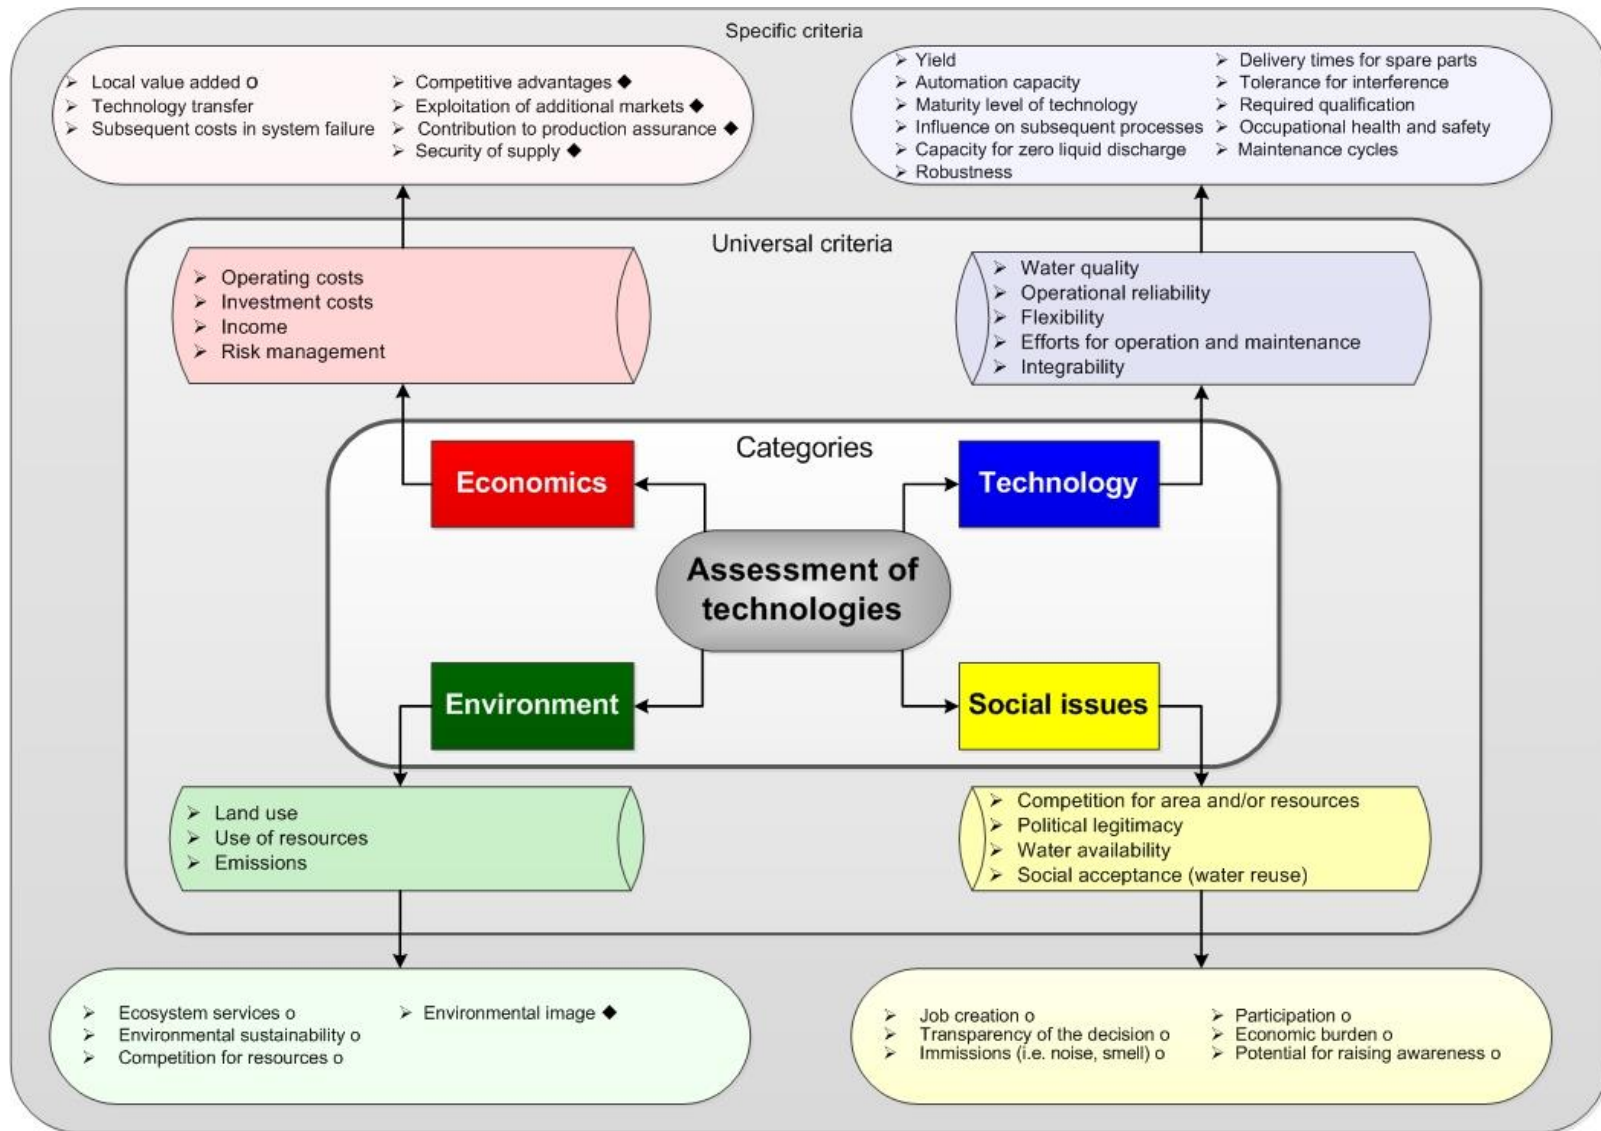 Specific criteria
➢ Local value added o
➢ Technology transfer
➢ Subsequent costs in system failure
➢ Competitive advantages ◆
➢ Exploitation of additional markets ◆
➢ Contribution to production assurance ◆
➢ Security of supply ◆
➢ Yield
➢ Automation capacity
➢ Maturity level of technology
➢ Influence on subsequent processes
➢ Capacity for zero liquid discharge
➢ Robustness
➢ Delivery times for spare parts
➢ Tolerance for interference
➢ Required qualification
➢ Occupational health and safety
➢ Maintenance cycles
Universal criteria
➢ Operating costs
➢ Investment costs
➢ Income
➢ Risk management
➢ Water quality
➢ Operational reliability
➢ Flexibility
➢ Efforts for operation and maintenance
➢ Integrability
Categories
Economics
Technology
Assessment of
technologies
Environment
Social issues
➢ Land use
➢ Use of resources
➢ Emissions
➢ Competition for area and/or resources
➢ Political legitimacy
➢ Water availability
➢ Social acceptance (water reuse)
➢ Ecosystem services o
➢ Environmental sustainability o
➢ Competition for resources o
➢ Environmental image ◆
➢ Job creation o
➢ Transparency of the decision o
➢ Immissions (i.e. noise, smell) o
➢ Participation o
➢ Economic burden o
➢ Potential for raising awareness o